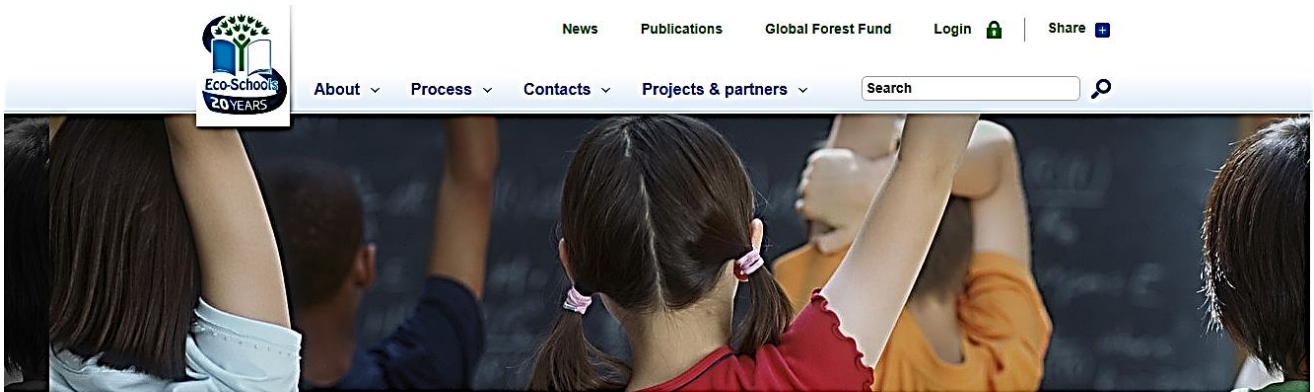 News Publications Global Forest Fund Login Share
Eco-Schools
20 YEARS
About Process Contacts Projects & partners Search